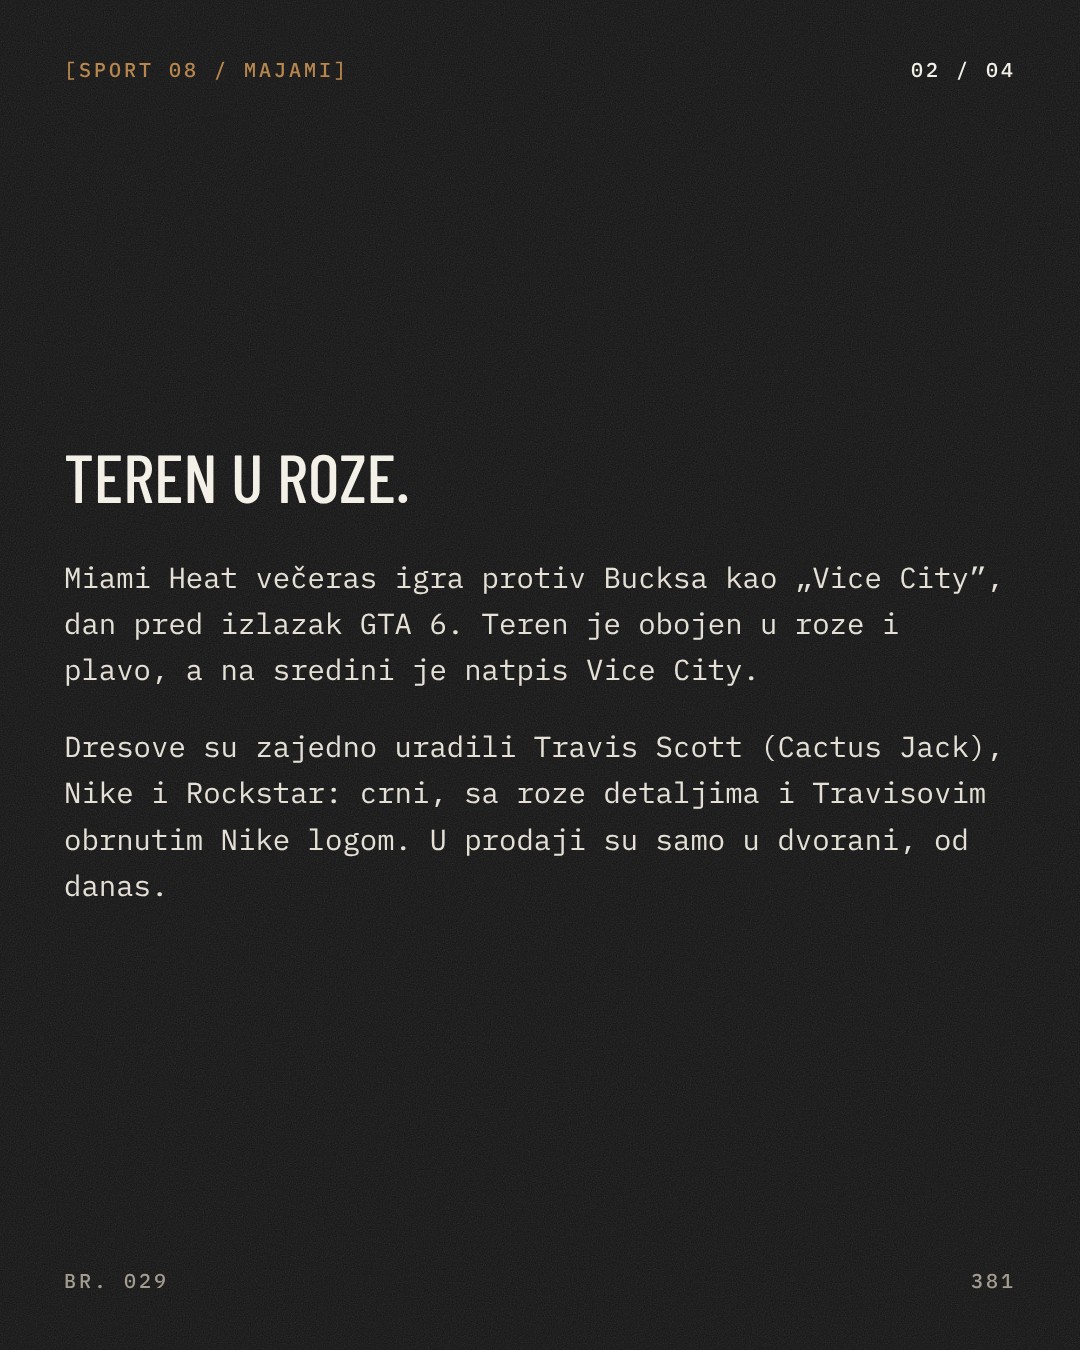 [SPORT 08 / MAJAMI]
02 / 04
TEREN U ROZE.
Miami Heat večeras igra protiv Bucksa kao „Vice City”,
dan pred izlazak GTA 6. Teren je obojen u roze i
plavo, a na sredini je natpis Vice City.
Dresove su zajedno uradili Travis Scott (Cactus Jack),
Nike i Rockstar: crni, sa roze detaljima i Travisovim
obrnutim Nike logom. U prodaji su samo u dvorani, od
danas.
BR. 029
381